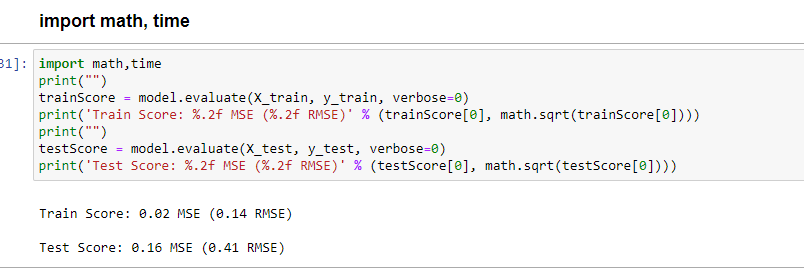 import math, time
31]: import math,time
print("")
trainScore = model.evaluate(X_train, y_train, verbose=0)
print('Train Score: %.2f MSE (%.2f RMSE)' % (trainScore[0], math.sqrt(trainScore[0])))
print("")
testScore = model.evaluate(X_test, y_test, verbose=0)
print('Test Score: %.2f MSE (%.2f RMSE)' % (testScore[0], math.sqrt(testScore[0])))
Train Score: 0.02 MSE (0.14 RMSE)
Test Score: 0.16 MSE (0.41 RMSE)